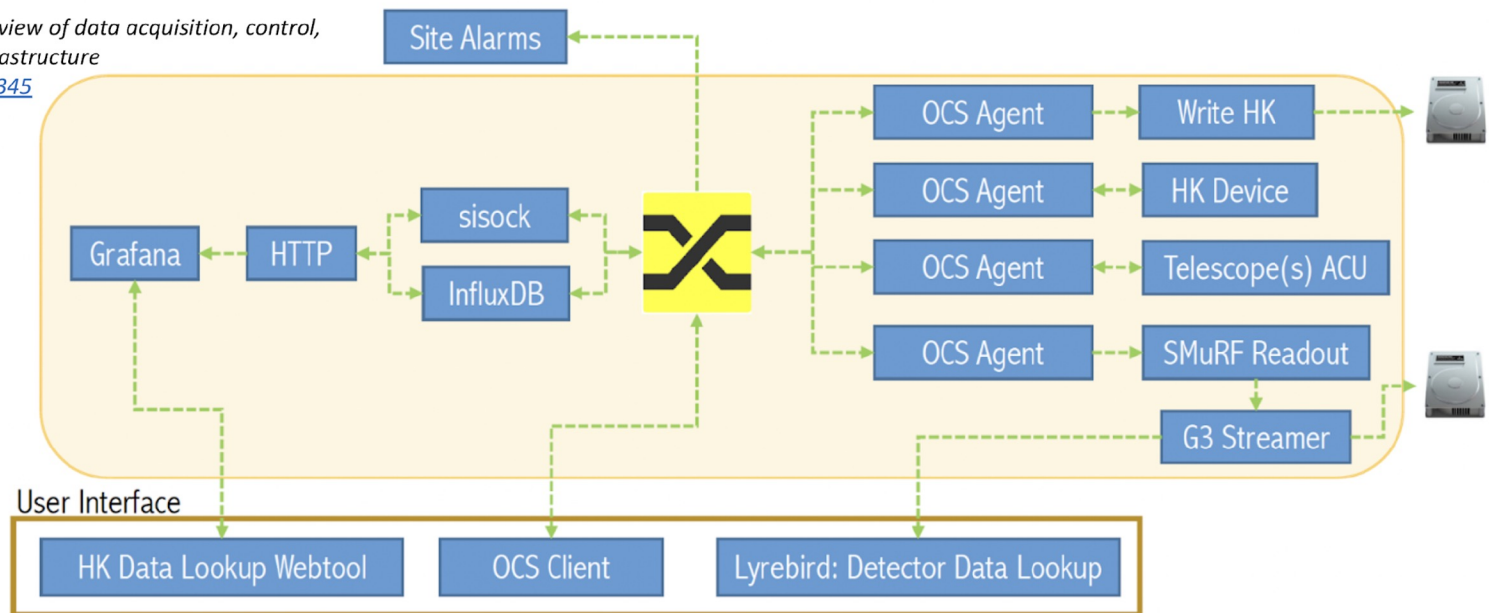 view of data acquisition, control,
Site Alarms
astructure
345
OCS Agent
Write HK
OCS Agent
HK Device
sisock
Grafana
HTTP
OCS Agent
Telescope(s) ACU
InfluxDB
OCS Agent
SMuRF Readout
G3 Streamer
User Interface
HK Data Lookup Webtool
OCS Client
Lyrebird: Detector Data Lookup